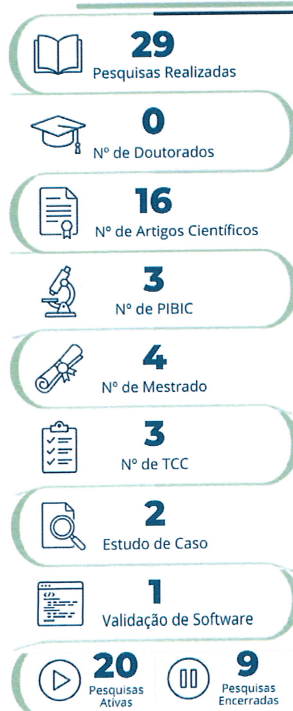 29
Pesquisas Realizadas
0
Nº de Doutorados
16
Nº de Artigos Científicos
3
Nº de PIBIC
4
Nº de Mestrado
3
Nº de TCC
2
Estudo de Caso
1
Validação de Software
20
Pesquisas
Ativas
9
Pesquisas
Encerradas